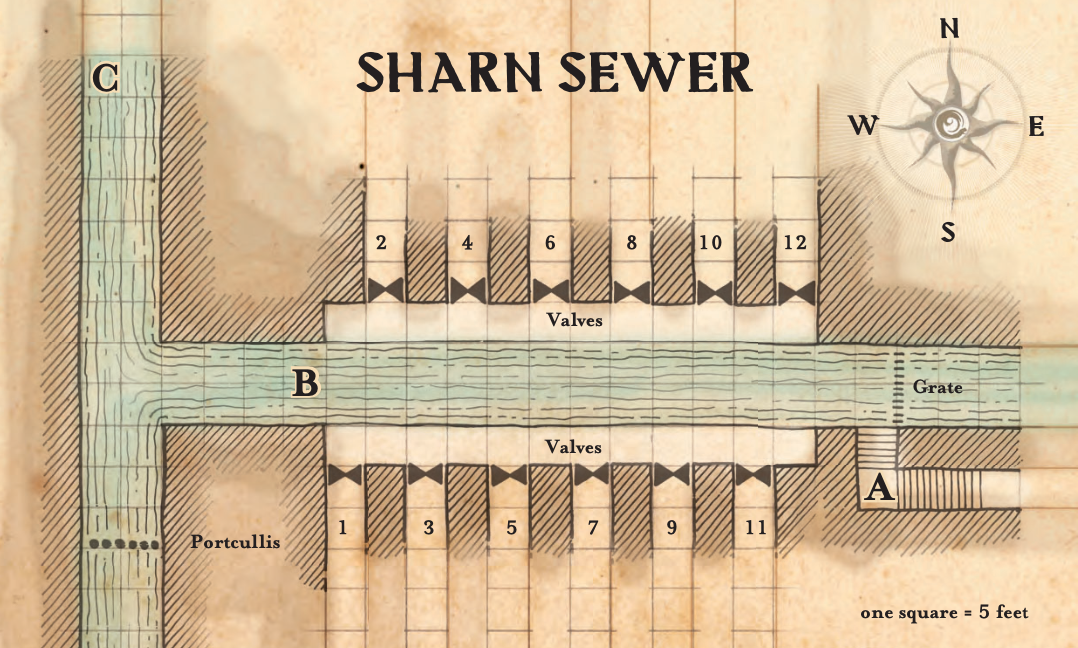 N
SHARN SEWER
C
W
E
S
2
4
6
8
10
12
Valves
B
Grate
Valves
A
1
3
5
7
9
11
Portcullis
one square = 5 feet